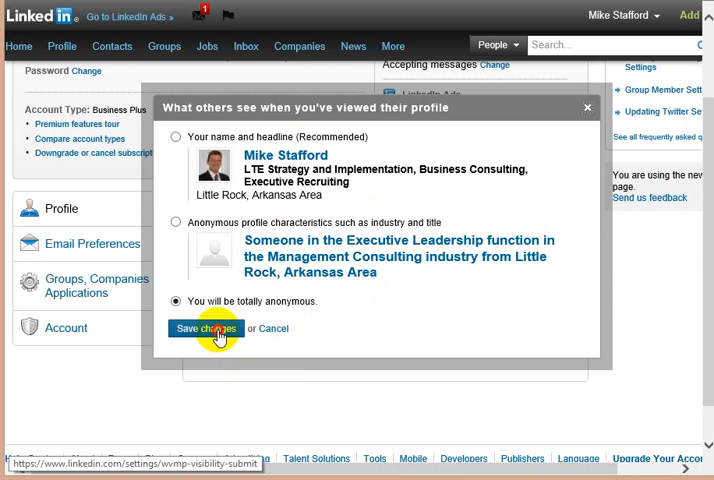 Linked in Go to LinkedIn Ads » 1 Mike Stafford Add
Home Profile Contacts Groups Jobs Inbox Companies News More People Search...
Password Change
Accepting messages Change
Settings
Group Member
Updating Twitter
See all frequently asked
Account Type: Business Plus
• Premium features tour
• Compare account types
• Downgrade or cancel
What others see when you've viewed their profile ×
Your name and headline (Recommended)
Mike Stafford
LTE Strategy and Implementation, Business Consulting,
Executive Recruiting
Little Rock, Arkansas Area
Anonymous profile characteristics such as industry and title
Someone in the Executive Leadership function in
the Management Consulting industry from Little
Rock, Arkansas Area
You will be totally anonymous.
Save changes or Cancel
Profile
Email Preferences
Groups, Companies
Applications
Account
You are using the new
page.
Send us feedback
Talent Solutions Tools Mobile Developers Publishers Language Upgrade Your
https://www.linkedin.com/settings/wvmp-visibility-submit